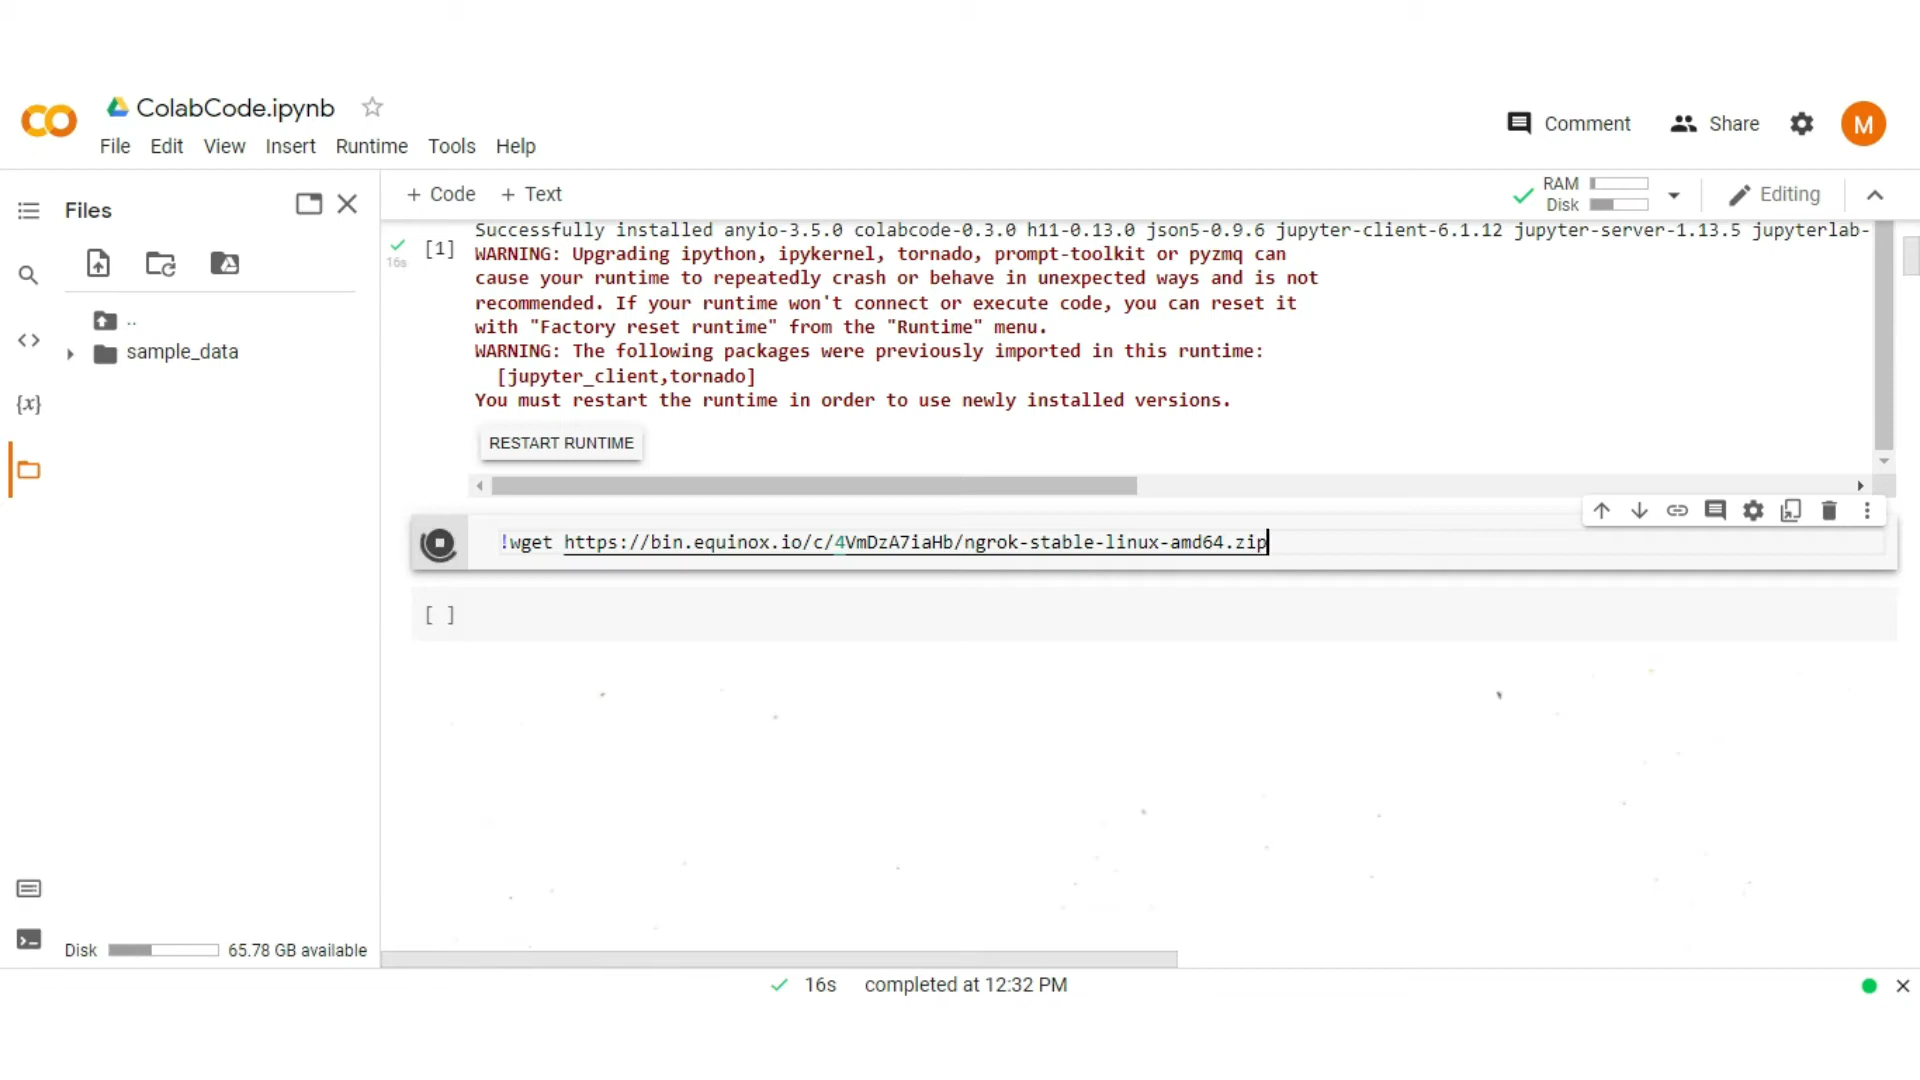 ColabCode.ipynb
File Edit View Insert Runtime Tools Help
Comment Share M
Files
+ Code + Text
RAM
Disk
Editing
..
sample_data
{x}
Disk 65.78 GB available
16s
[1]
Successfully installed anyio-3.5.0 colabcode-0.3.0 h11-0.13.0 json5-0.9.6 jupyter-client-6.1.12 jupyter-server-1.13.5 jupyterlab-
WARNING: Upgrading ipython, ipykernel, tornado, prompt-toolkit or pyzmq can
cause your runtime to repeatedly crash or behave in unexpected ways and is not
recommended. If your runtime won't connect or execute code, you can reset it
with "Factory reset runtime" from the "Runtime" menu.
WARNING: The following packages were previously imported in this runtime:
[jupyter_client,tornado]
You must restart the runtime in order to use newly installed versions.
RESTART RUNTIME
!wget https://bin.equinox.io/c/4VmDzA7iaHb/ngrok-stable-linux-amd64.zip
[ ]
16s completed at 12:32 PM